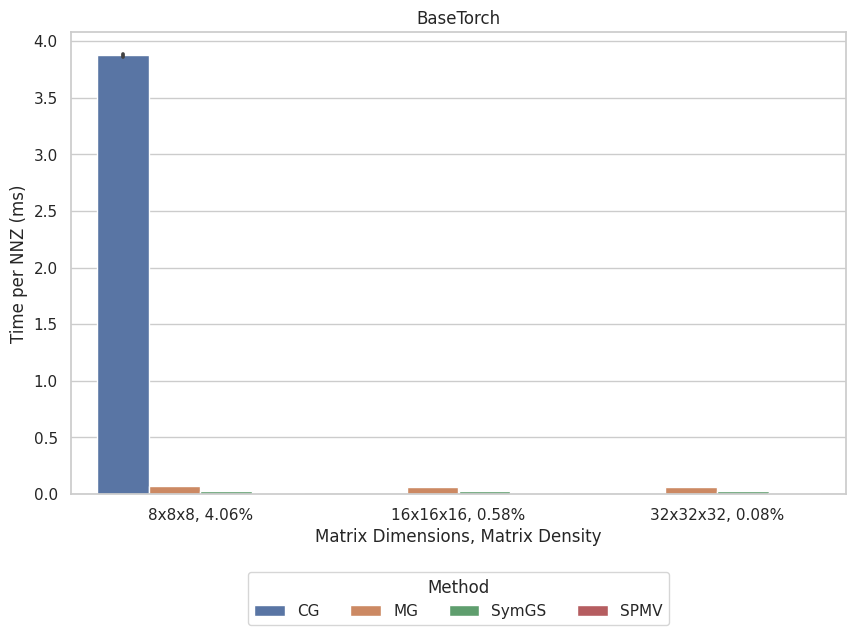 BaseTorch
Time per NNZ (ms)
4.0
3.5
3.0
2.5
2.0
1.5
1.0
0.5
0.0
8x8x8, 4.06% 16x16x16, 0.58% 32x32x32, 0.08%
Matrix Dimensions, Matrix Density
Method
CG MG SymGS SPMV